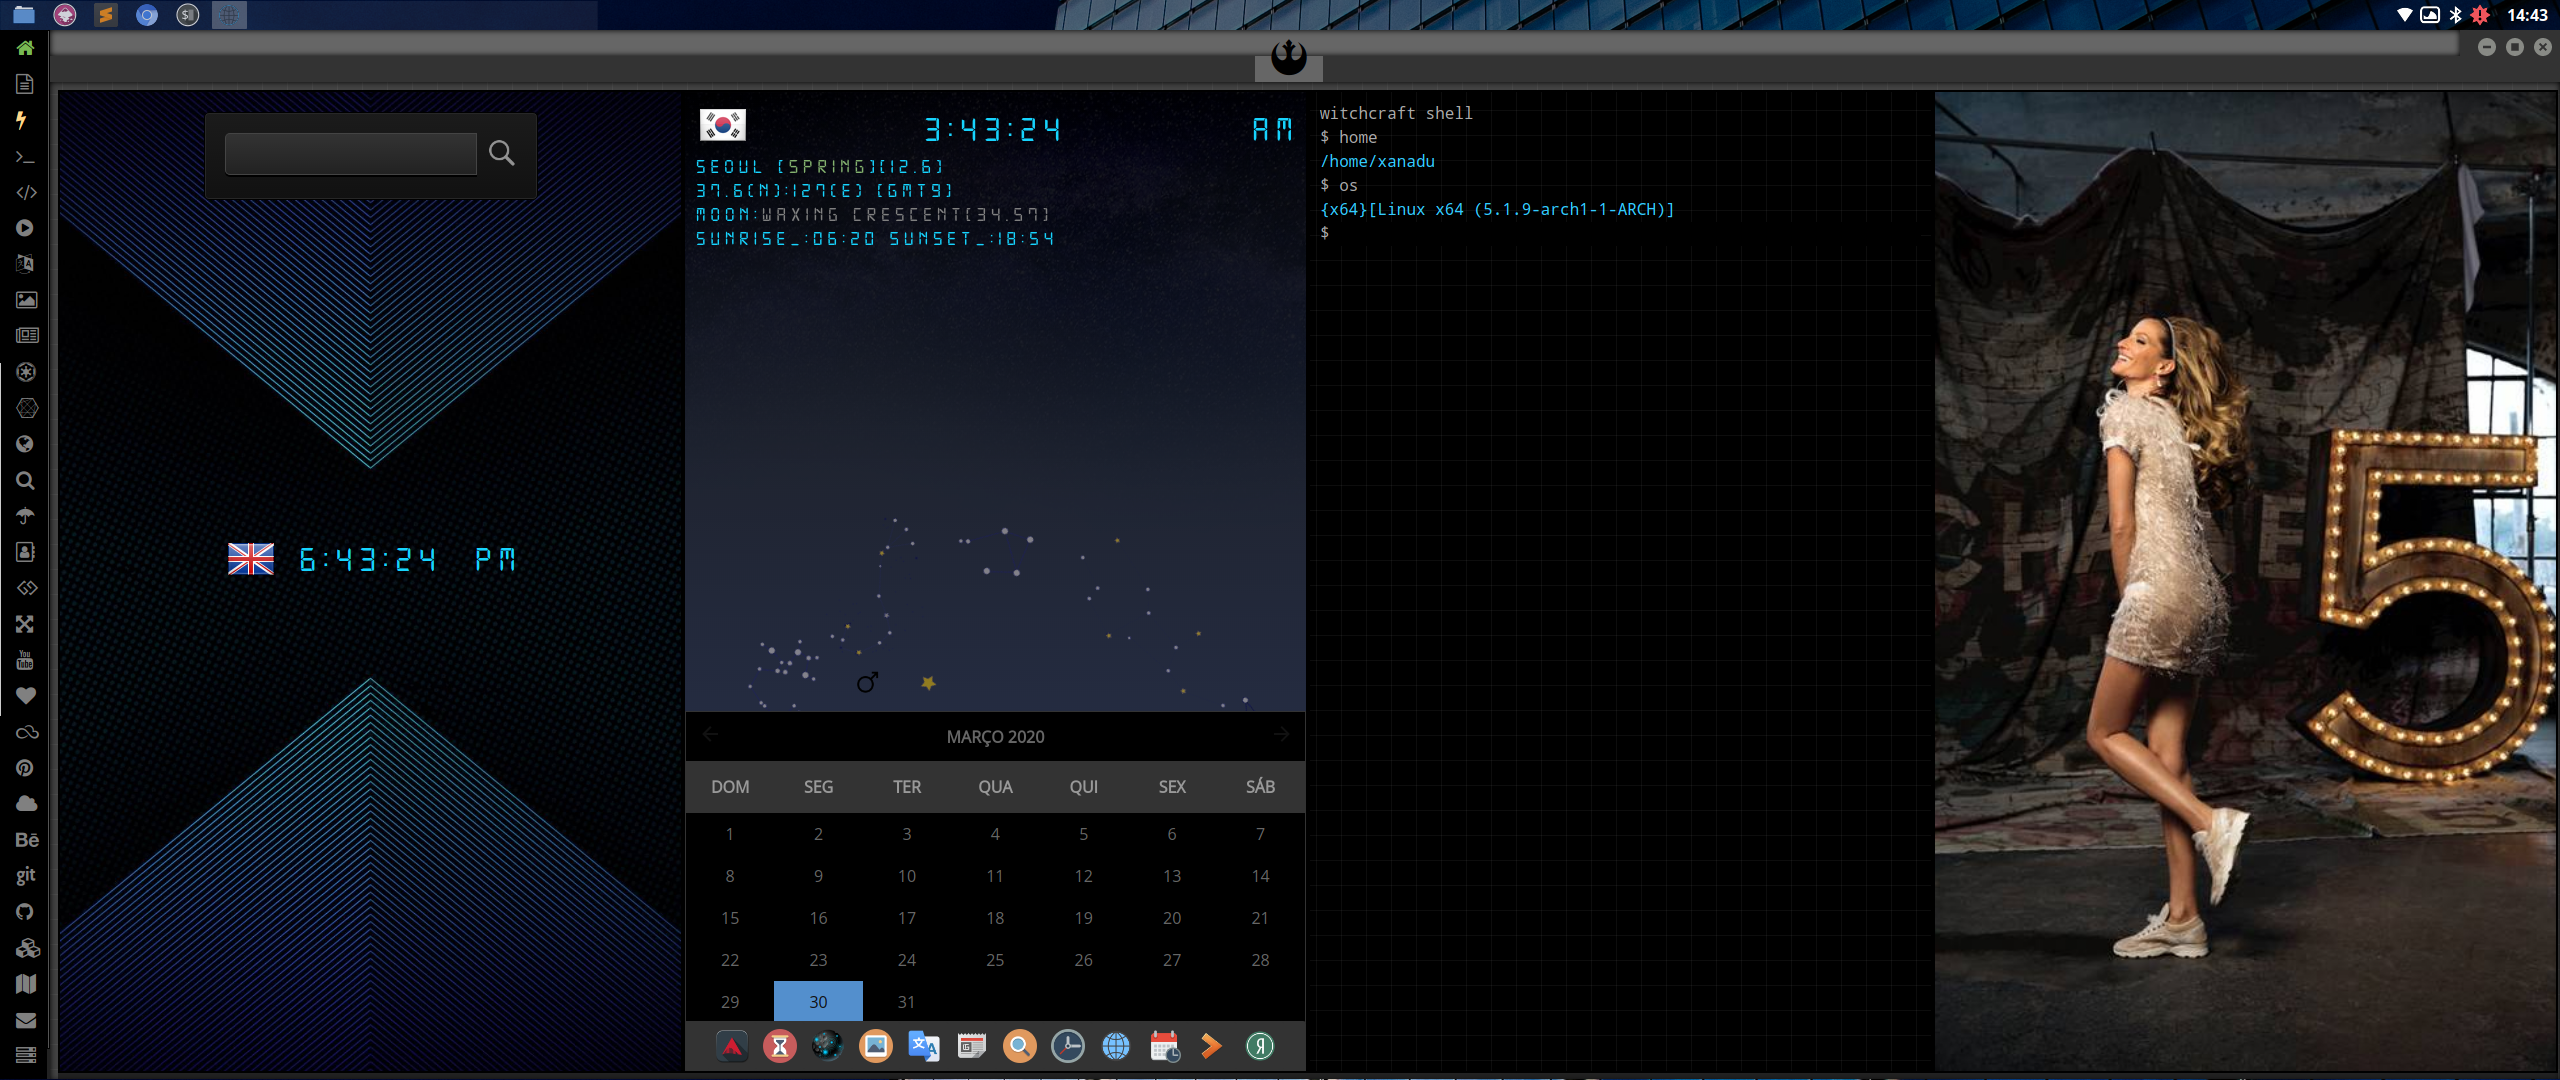 14:43
Bē
git
You
Tube
6:43:24 PM
3:43:24 AM
SEOUL [SPRING][12.6]
37.6(N):127(E) [GMT9]
MOON:WAXING CRESCENT[34.57]
SUNRISE_:06:20 SUNSET_:18:54
MARÇO 2020
DOM SEG TER QUA QUI SEX SÁB
1 2 3 4 5 6 7
8 9 10 11 12 13 14
15 16 17 18 19 20 21
22 23 24 25 26 27 28
29 30 31
witchcraft shell
$ home
/home/xanadu
$ os
{x64}[Linux x64 (5.1.9-arch1-1-ARCH)]
$
5